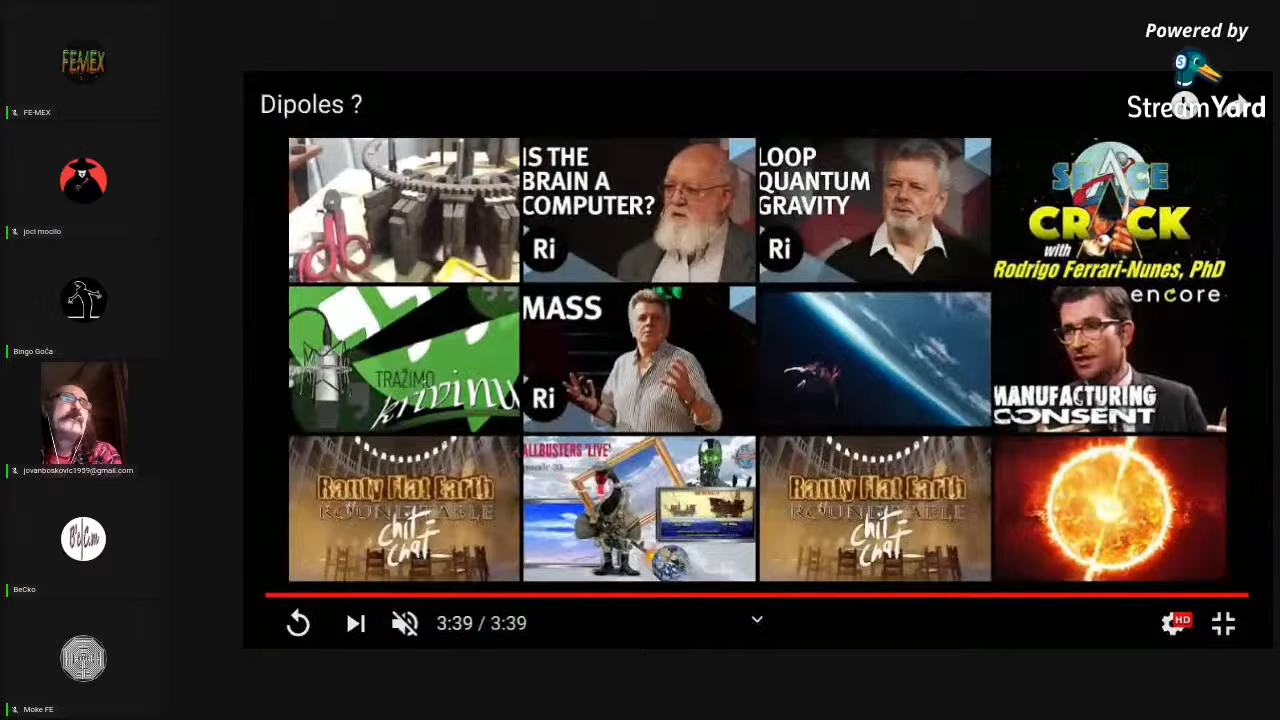 Powered by
StreamYard
FEMEX
FE-MEX
joci mocilo
Bingo Goča
jovanboskovic1959@gmail.com
BeCko
Moke FE
Dipoles ?
IS THE
BRAIN A
COMPUTER?
Ri
LOOP
QUANTUM
GRAVITY
Ri
SPACE
CRACK
with
Rodrigo Ferrari-Nunes, PhD
TRAŽIMO
krivinu
MASS
Ri
encore
MANUFACTURING
CONSENT
Ranty Flat Earth
ROUNDTABLE
chit-
chat
ALLBUSTERS 'LIVE'
Ranty Flat Earth
ROUNDTABLE
chit-
chat
3:39 / 3:39
HD